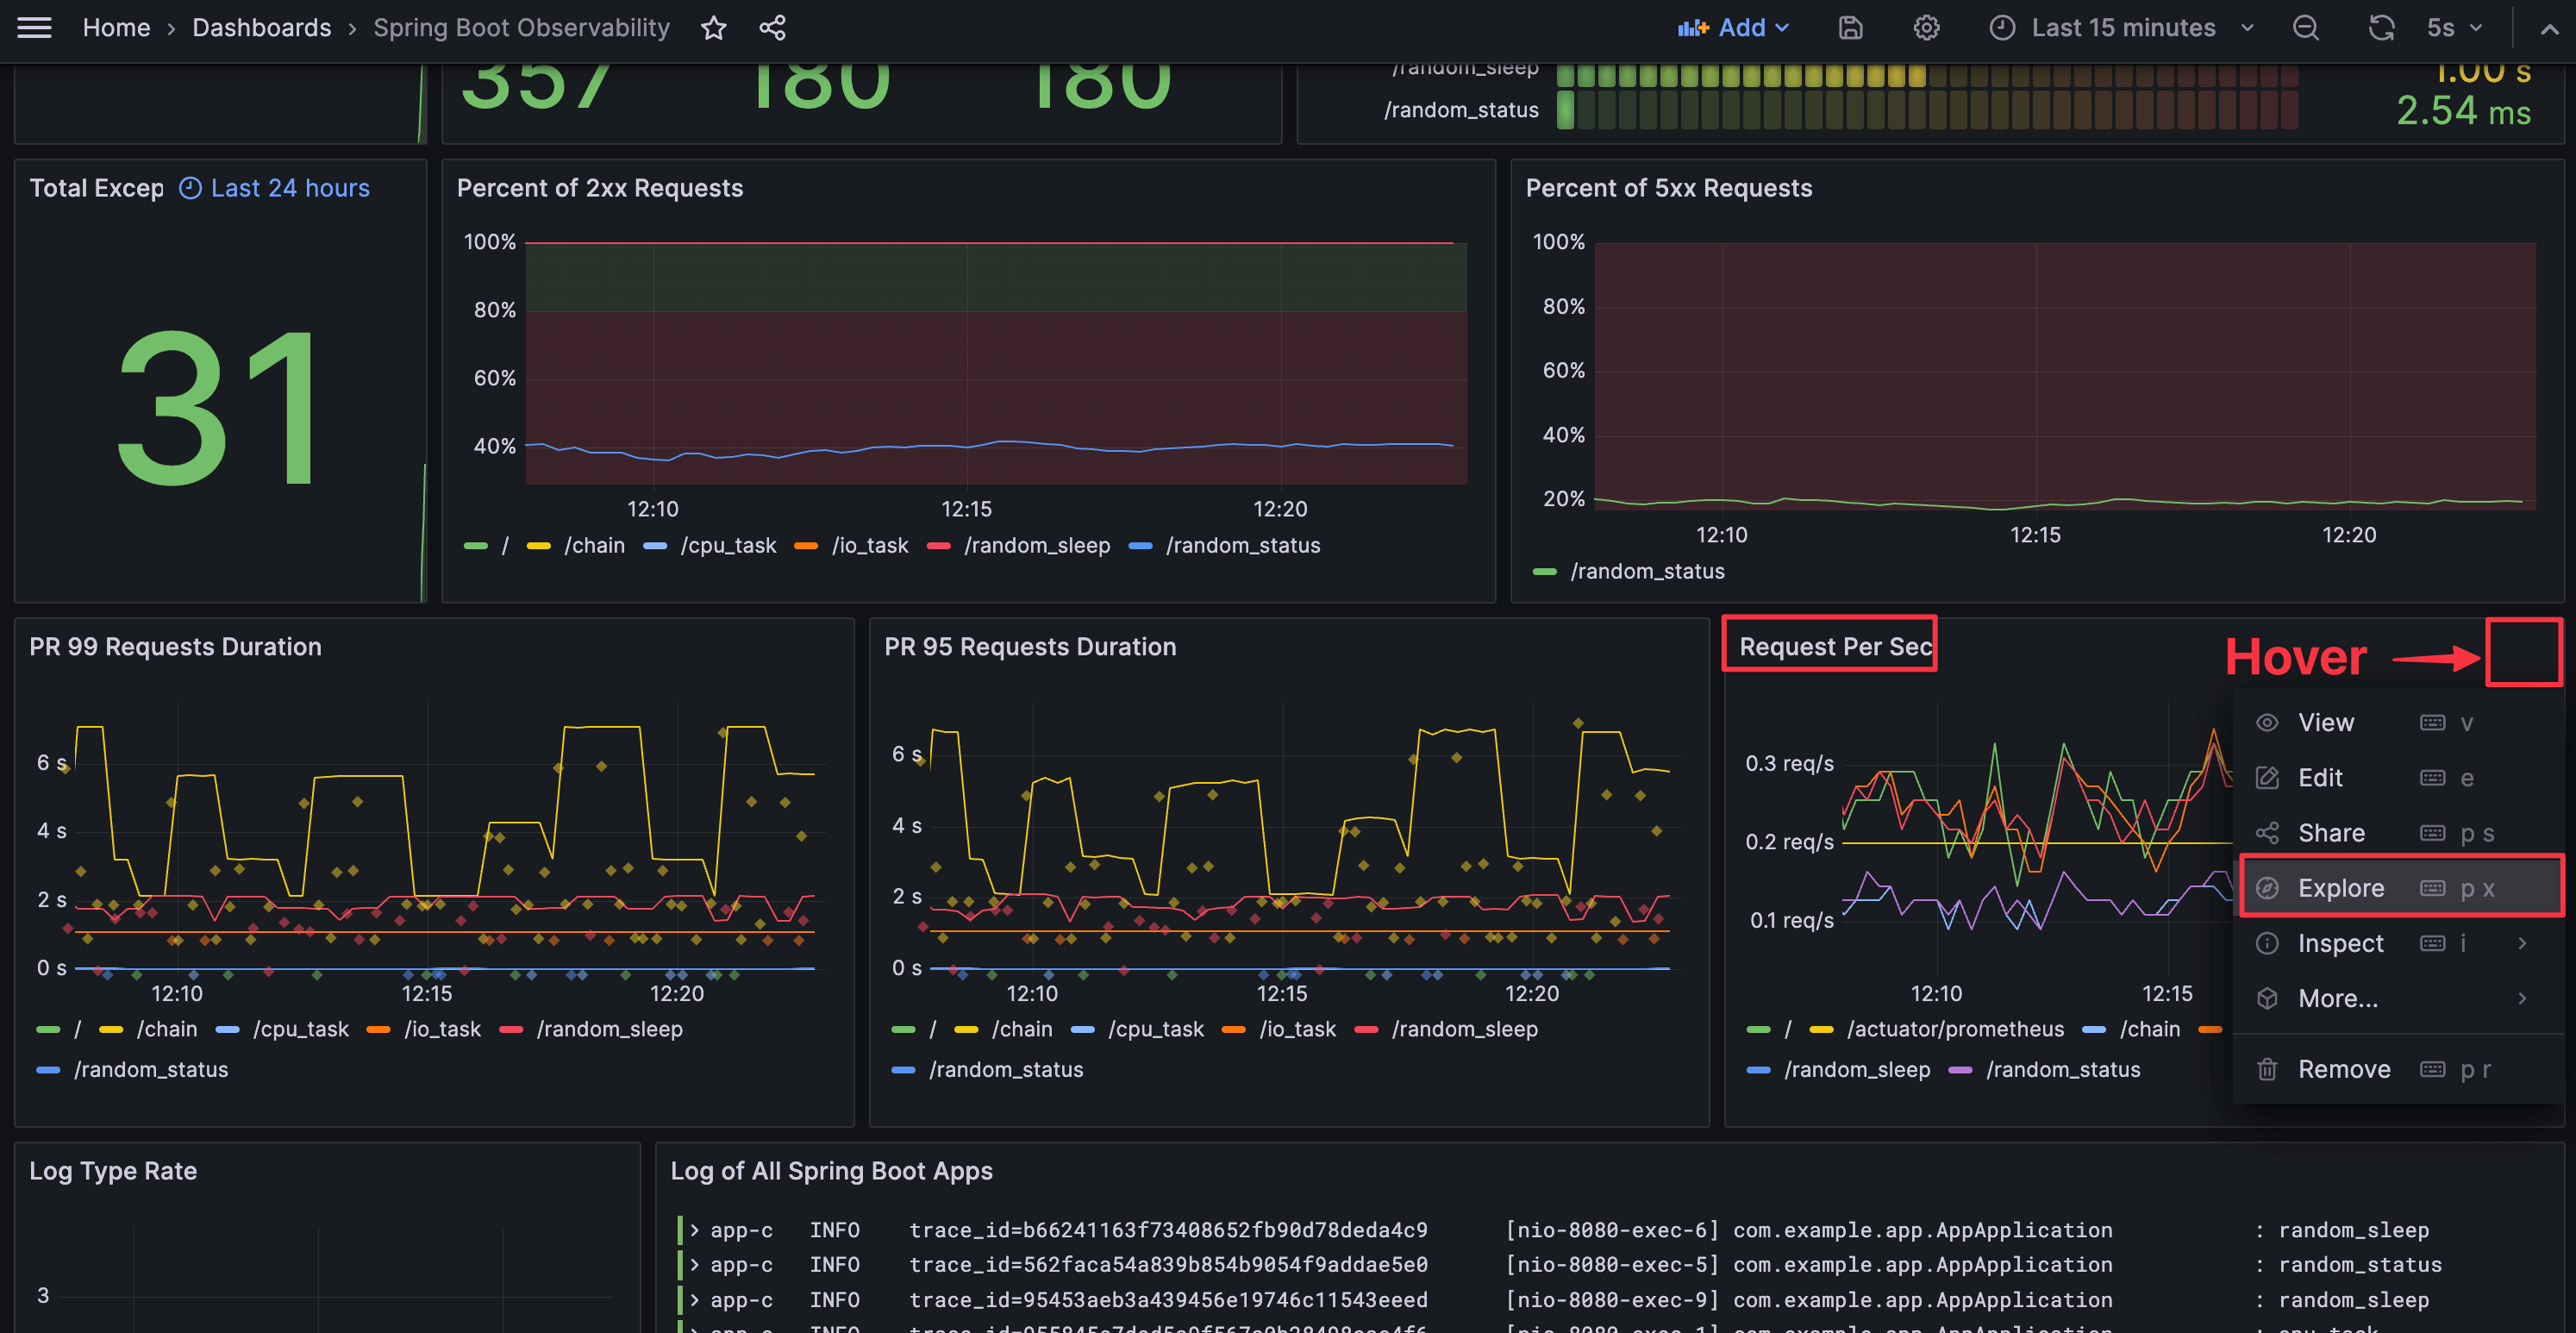 Home › Dashboards › Spring Boot Observability
Add
Last 15 minutes
5s
357 180 180
/random_sleep 1.00 s
/random_status 2.54 ms
Total Excep Last 24 hours
31
Percent of 2xx Requests
100%
80%
60%
40%
12:10 12:15 12:20
/ /chain /cpu_task /io_task /random_sleep /random_status
Percent of 5xx Requests
100%
80%
60%
40%
20%
12:10 12:15 12:20
/random_status
PR 99 Requests Duration
6 s
4 s
2 s
0 s
12:10 12:15 12:20
/ /chain /cpu_task /io_task /random_sleep
/random_status
PR 95 Requests Duration
6 s
4 s
2 s
0 s
12:10 12:15 12:20
/ /chain /cpu_task /io_task /random_sleep
/random_status
Request Per Sec
Hover
0.3 req/s
0.2 req/s
0.1 req/s
12:10 12:15
/ /actuator/prometheus /chain
/random_sleep /random_status
View v
Edit e
Share p s
Explore p x
Inspect i
More...
Remove p r
Log Type Rate
3
Log of All Spring Boot Apps
app-c INFO trace_id=b66241163f73408652fb90d78deda4c9 [nio-8080-exec-6] com.example.app.AppApplication : random_sleep
app-c INFO trace_id=562faca54a839b854b9054f9addae5e0 [nio-8080-exec-5] com.example.app.AppApplication : random_status
app-c INFO trace_id=95453aeb3a439456e19746c11543eeed [nio-8080-exec-9] com.example.app.AppApplication : random_sleep